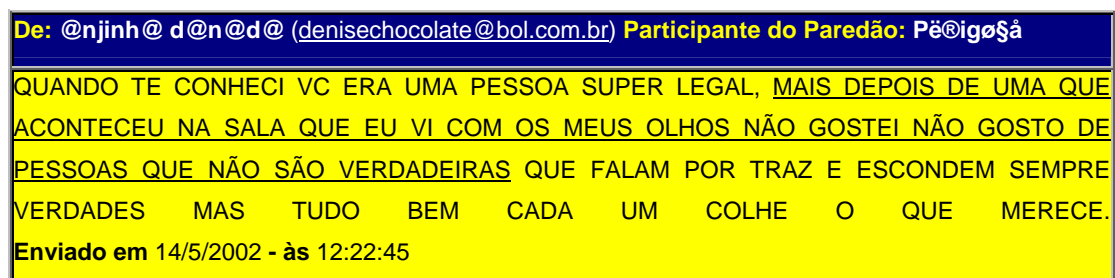 De: @njinh@ d@n@d@ (denisechocolate@bol.com.br) Participante do Paredão: Pë®igø§å
QUANDO TE CONHECI VC ERA UMA PESSOA SUPER LEGAL, MAIS DEPOIS DE UMA QUE
ACONTECEU NA SALA QUE EU VI COM OS MEUS OLHOS NÃO GOSTEI NÃO GOSTO DE
PESSOAS QUE NÃO SÃO VERDADEIRAS QUE FALAM POR TRAZ E ESCONDEM SEMPRE
VERDADES MAS TUDO BEM CADA UM COLHE O QUE MERECE.
Enviado em 14/5/2002 - às 12:22:45